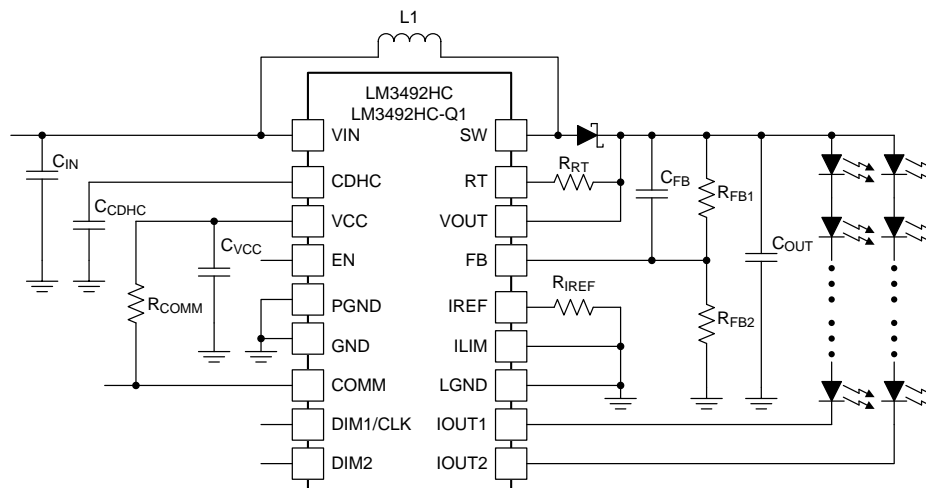 L1
LM3492HC
LM3492HC-Q1
VIN
SW
CIN
CDHC
RT
RRT
CFB
RFB1
CCDHC
VCC
VOUT
CVCC
COUT
EN
FB
RCOMM
PGND
IREF
RIREF
RFB2
GND
ILIM
COMM
LGND
DIM1/CLK
IOUT1
DIM2
IOUT2